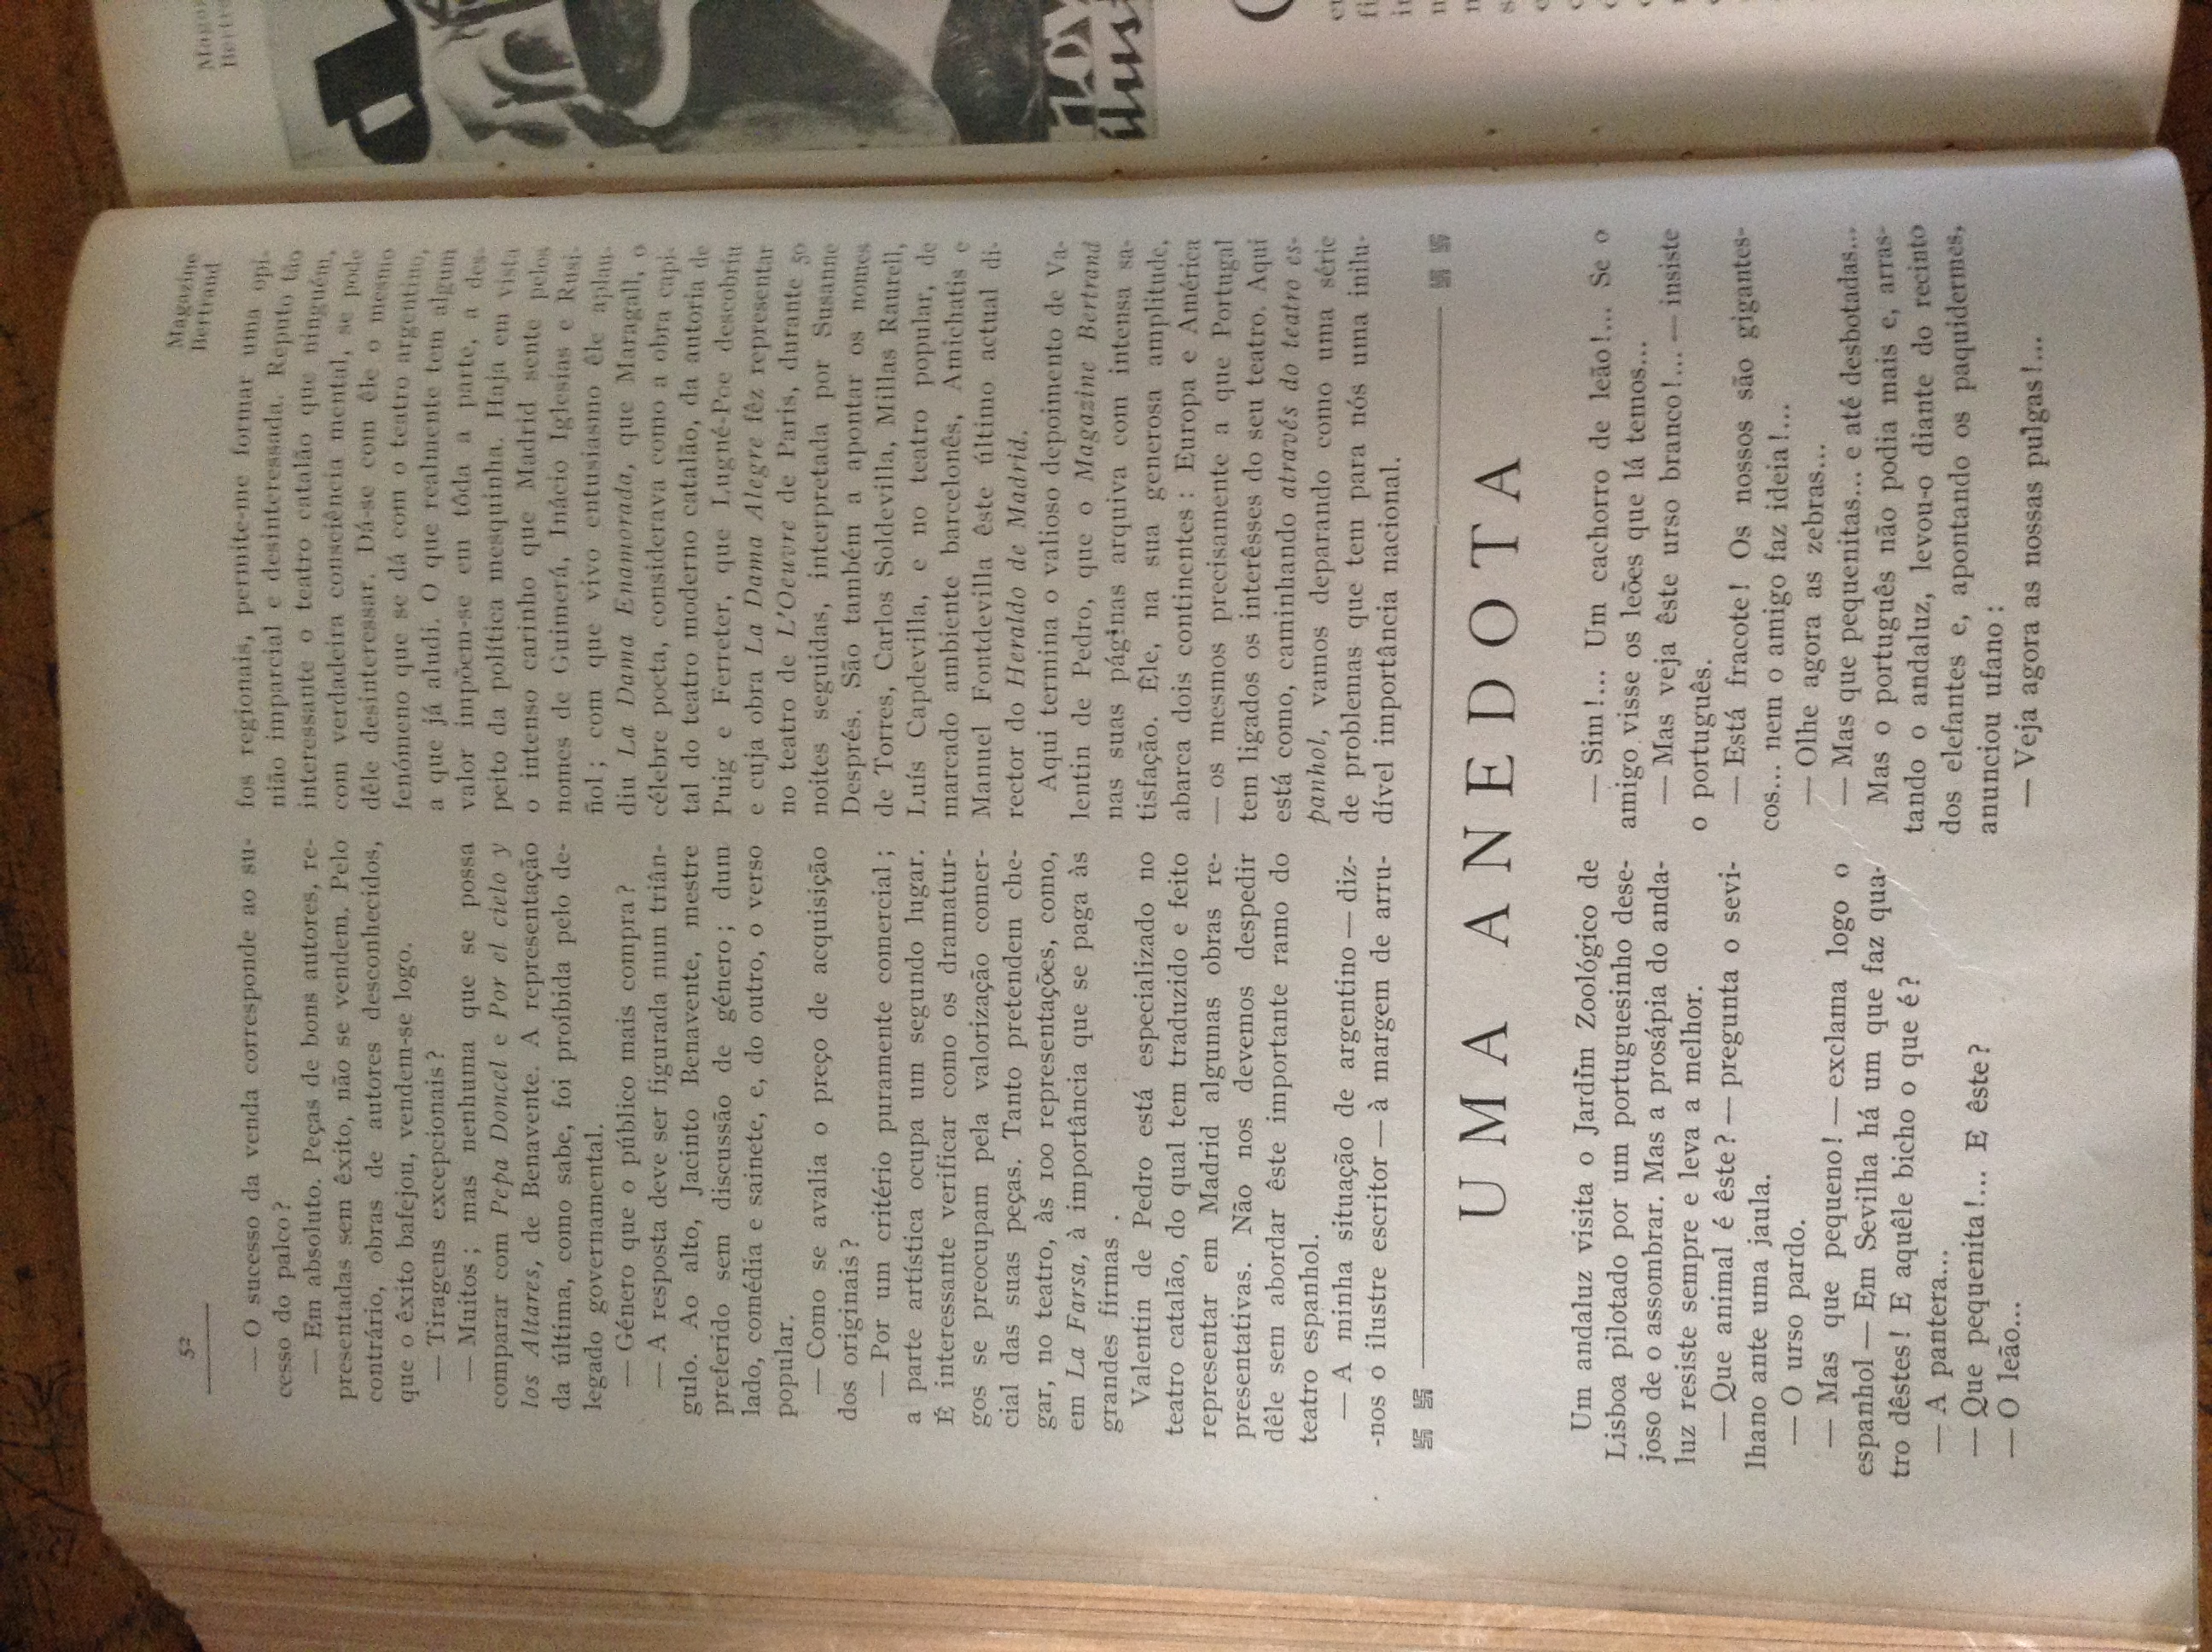 52
Magazine
Bertrand
— O sucesso da venda corresponde ao su-
cesso do palco?
— Em absoluto. Peças de bons autores, re-
presentadas sem êxito, não se vendem. Pelo
contrário, obras de autores desconhecidos,
que o êxito bafejou, vendem-se logo.
— Tiragens excepcionais?
— Muitos; mas nenhuma que se possa
comparar com Pepa Doncel e Por el cielo y
los Altares, de Benavente. A representação
da última, como sabe, foi proíbida pelo de-
legado governamental.
— Género que o público mais compra?
— A resposta deve ser figurada num triân-
gulo. Ao alto, Jacinto Benavente, mestre
preferido sem discussão de género; dum
lado, comédia e sainete, e, do outro, o verso
popular.
— Como se avalia o preço de acquisição
dos originais?
— Por um critério puramente comercial;
a parte artística ocupa um segundo lugar.
É interessante verificar como os dramatur-
gos se preocupam pela valorização comer-
cial das suas peças. Tanto pretendem che-
gar, no teatro, às 100 representações, como,
em La Farsa, à importância que se paga às
grandes firmas .
Valentin de Pedro está especializado no
teatro catalão, do qual tem traduzido e feito
representar em Madrid algumas obras re-
presentativas. Não nos devemos despedir
dêle sem abordar êste importante ramo do
teatro espanhol.
— A minha situação de argentino — diz-
-nos o ilustre escritor — à margem de arru-
fos regionais, permite-me formar uma opi-
nião imparcial e desinteressada. Reputo tão
interessante o teatro catalão que ninguém,
com verdadeira consciência mental, se pode
dêle desinteressar. Dá-se com êle o mesmo
fenómeno que se dá com o teatro argentino,
a que já aludi. O que realmente tem algum
valor impõem-se em tôda a parte, a des-
peito da política mesquinha. Haja em vista
o intenso carinho que Madrid sente pelos
nomes de Guimerá, Inácio Iglesias e Rusi-
ñol; com que vivo entusiasmo êle aplau-
diu La Dama Enamorada, que Maragall, o
célebre poeta, considerava como a obra capi-
tal do teatro moderno catalão, da autoria de
Puig e Ferreter, que Lugné-Poe descobriu
e cuja obra La Dama Alegre fêz representar
no teatro de L'Oeuvre de Paris, durante 50
noites seguidas, interpretada por Susanne
Després. São também a apontar os nomes
de Torres, Carlos Soldevilla, Millas Raurell,
Luís Capdevilla, e no teatro popular, de
marcado ambiente barcelonês, Amichatis e
Manuel Fontdevilla êste último actual di-
rector do Heraldo de Madrid.
Aqui termina o valioso depoimento de Va-
lentin de Pedro, que o Magazine Bertrand
nas suas páginas arquiva com intensa sa-
tisfação. Êle, na sua generosa amplitude,
abarca dois continentes: Europa e América
— os mesmos precisamente a que Portugal
tem ligados os interêsses do seu teatro. Aqui
está como, caminhando através do teatro es-
panhol, vamos deparando como uma série
de problemas que tem para nós uma inilu-
dível importância nacional.
UMA ANEDOTA
Um andaluz visita o Jardim Zoológico de
Lisboa pilotado por um portuguesinho dese-
joso de o assombrar. Mas a prosápia do anda-
luz resiste sempre e leva a melhor.
— Que animal é êste? — pregunta o sevi-
lhano ante uma jaula.
— O urso pardo.
— Mas que pequeno! — exclama logo o
espanhol — Em Sevilha há um que faz qua-
tro dêstes! E aquêle bicho o que é?
— A pantera...
— Que pequenita!... E êste?
— O leão...
— Sim!... Um cachorro de leão!... Se o
amigo visse os leões que lá temos...
— Mas veja êste urso branco!... — insiste
o português.
— Está fracote! Os nossos são gigantes-
cos... nem o amigo faz ideia!...
— Olhe agora as zebras...
— Mas que pequenitas... e até desbotadas...
Mas o português não podia mais e, arras-
tando o andaluz, levou-o diante do recinto
dos elefantes e, apontando os paquidermes,
anunciou ufano:
— Veja agora as nossas pulgas!...